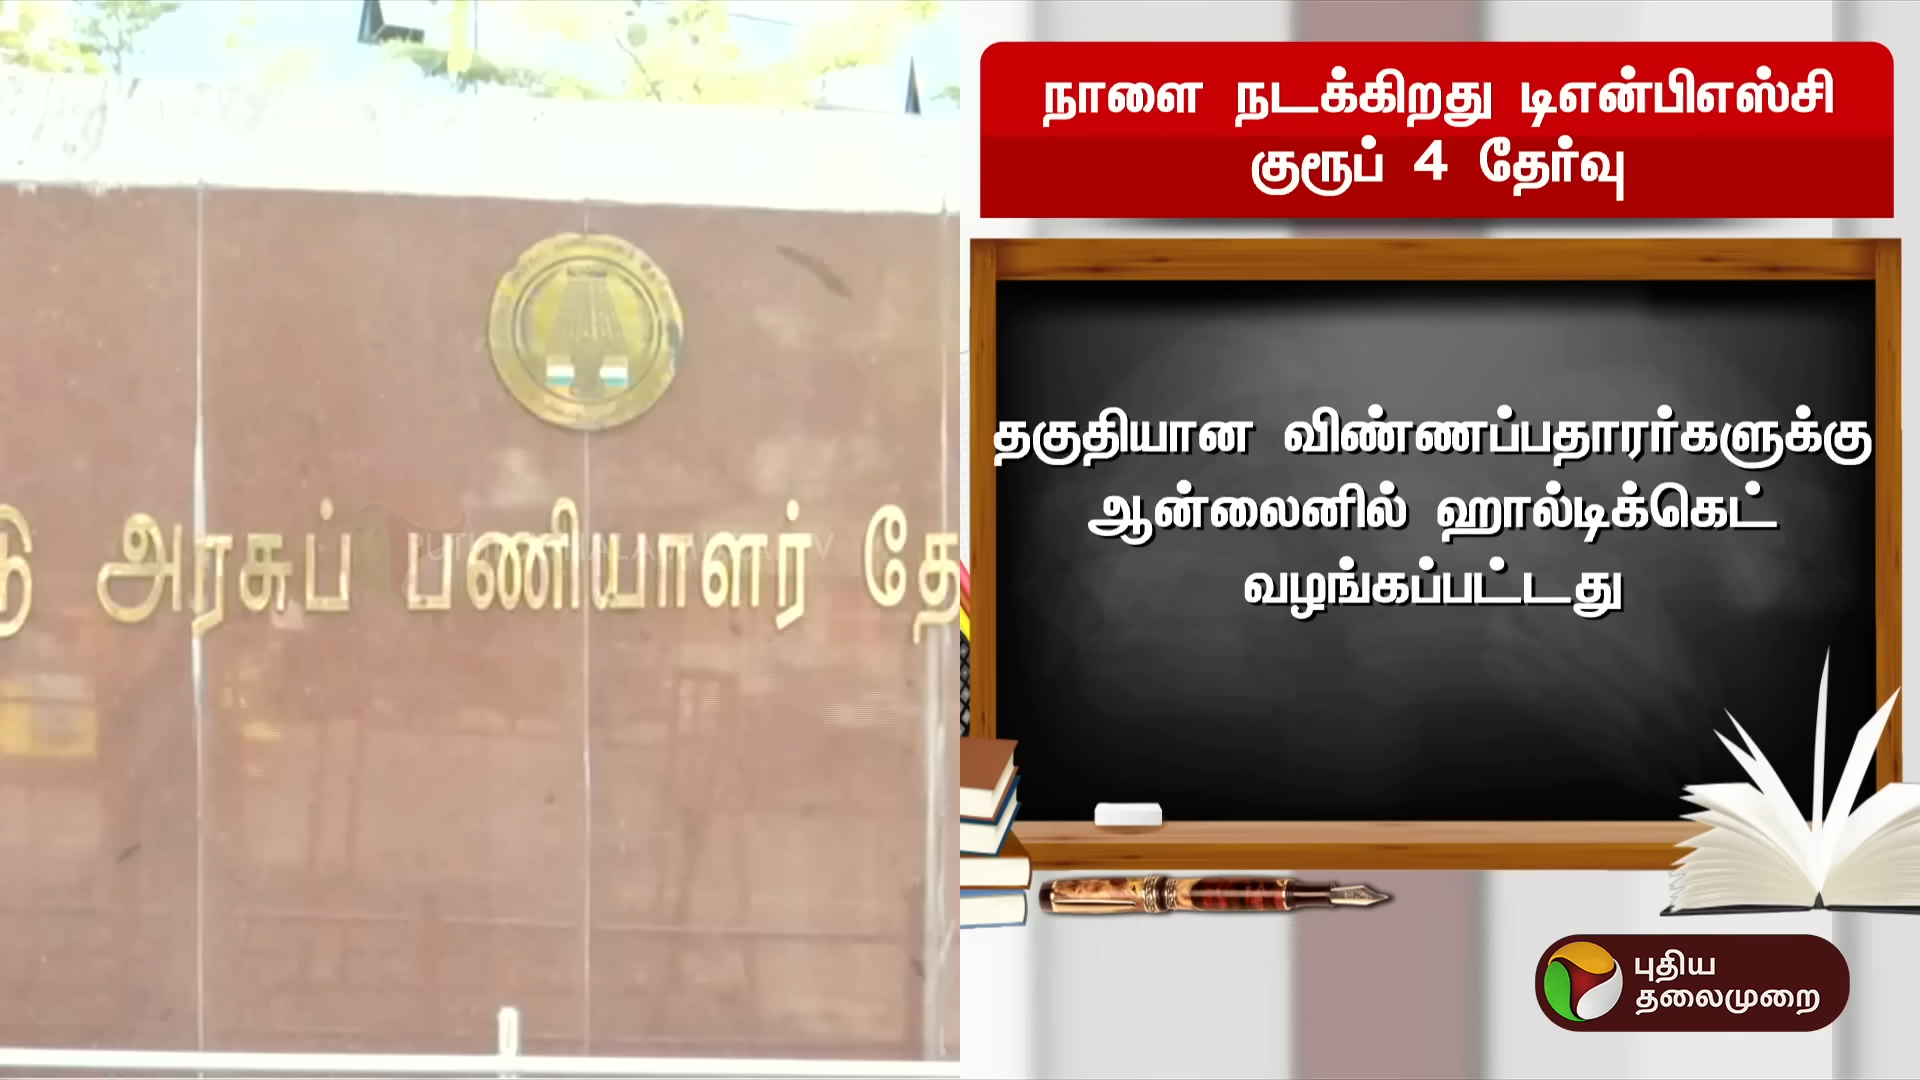 நாளை நடக்கிறது டிஎன்பிஎஸ்சி
குரூப் 4 தேர்வு
தகுதியான விண்ணப்பதாரர்களுக்கு
ஆன்லைனில் ஹால்டிக்கெட்
வழங்கப்பட்டது
டு அரசுப் பணியாளர் தே
புதிய
தலைமுறை